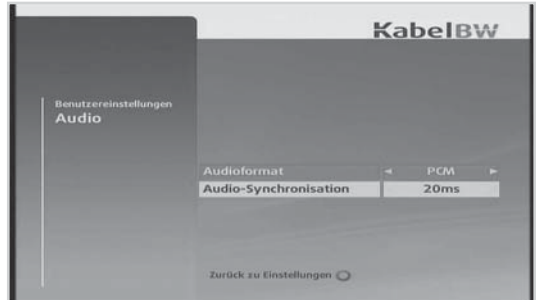 KabelBW
Benutzereinstellungen
Audio
Audioformat ◄ PCM ►
Audio-Synchronisation 20ms
Zurück zu Einstellungen